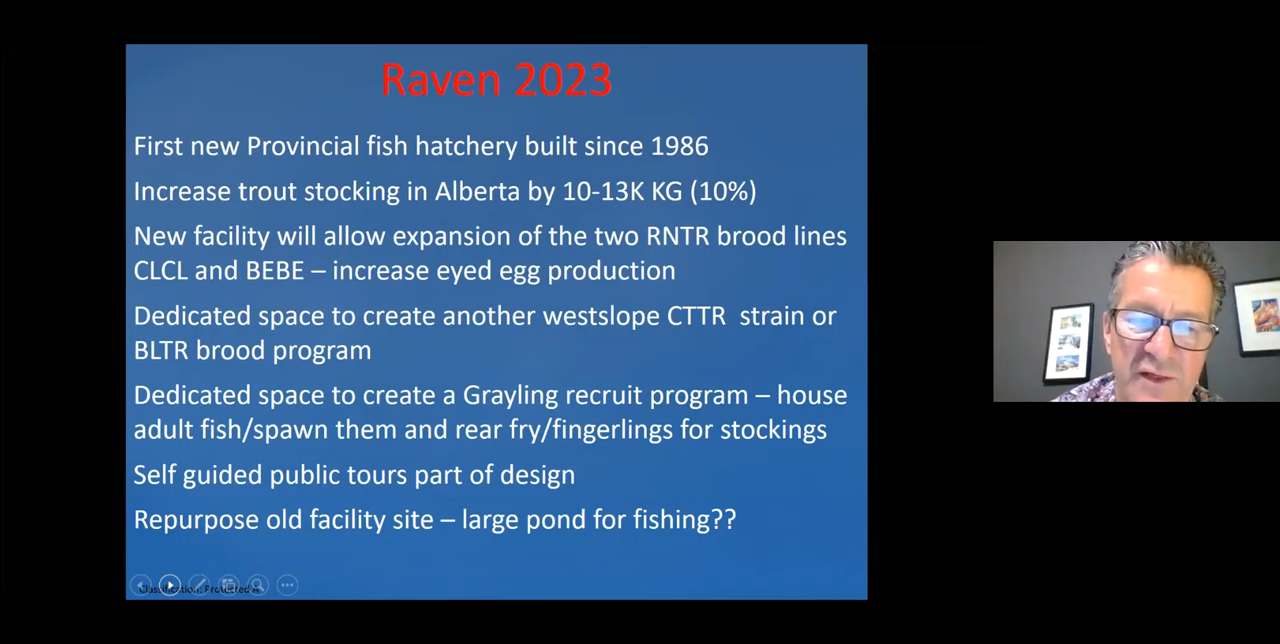 Raven 2023
First new Provincial fish hatchery built since 1986
Increase trout stocking in Alberta by 10-13K KG (10%)
New facility will allow expansion of the two RNTR brood lines
CLCL and BEBE – increase eyed egg production
Dedicated space to create another westslope CTTR strain or
BLTR brood program
Dedicated space to create a Grayling recruit program – house
adult fish/spawn them and rear fry/fingerlings for stockings
Self guided public tours part of design
Repurpose old facility site – large pond for fishing??
Classification: Protected A